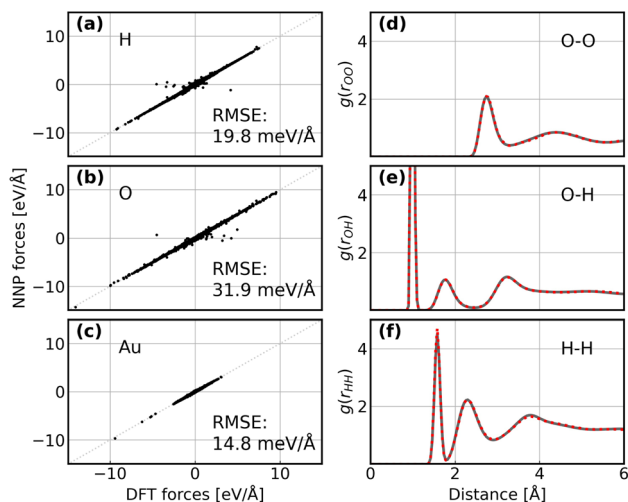 (a)
H
RMSE:
19.8 meV/Å
10
0
−10
(b)
O
RMSE:
31.9 meV/Å
10
0
−10
NNP forces [eV/Å]
(c)
Au
RMSE:
14.8 meV/Å
10
0
−10
−10 0 10
DFT forces [eV/Å]
(d)
O-O
4
2
g(rOO)
(e)
O-H
4
2
g(rOH)
(f)
H-H
4
2
g(rHH)
0 2 4 6
Distance [Å]